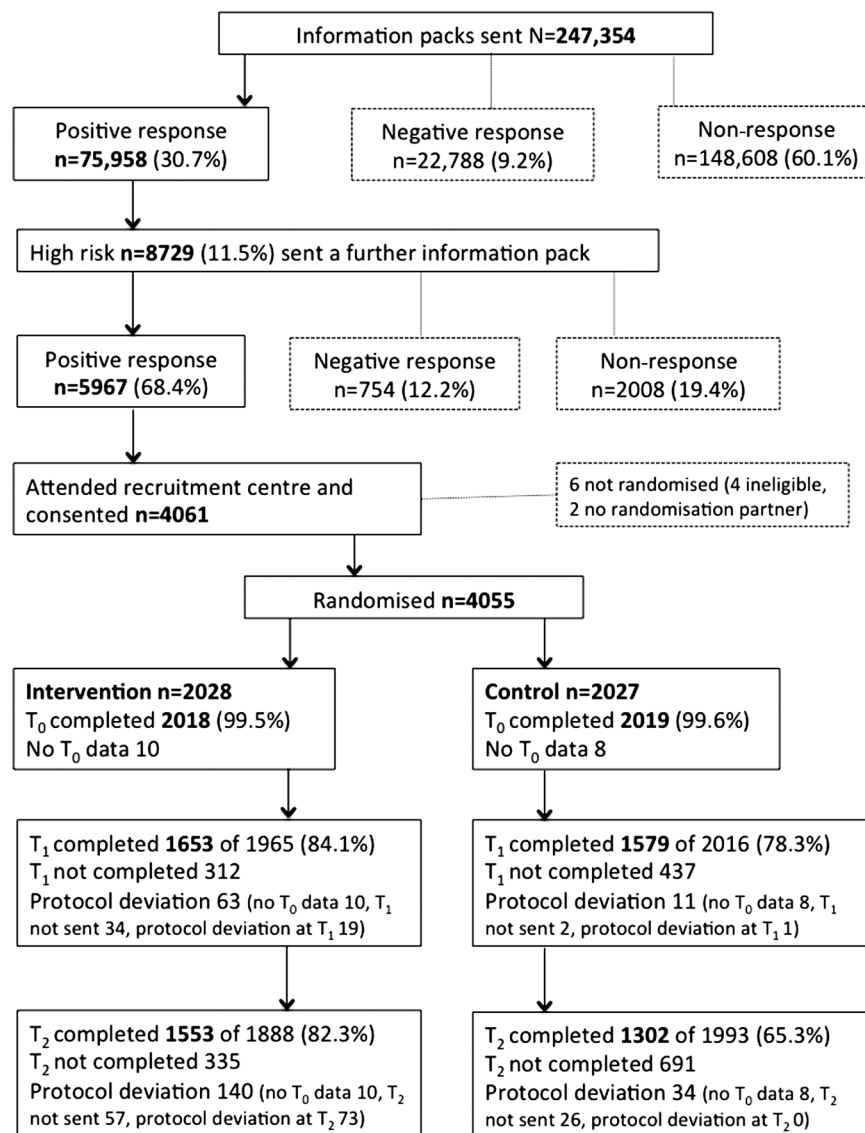 Information packs sent N=247,354
Positive response
n=75,958 (30.7%)
Negative response
n=22,788 (9.2%)
Non-response
n=148,608 (60.1%)
High risk n=8729 (11.5%) sent a further information pack
Positive response
n=5967 (68.4%)
Negative response
n=754 (12.2%)
Non-response
n=2008 (19.4%)
Attended recruitment centre and
consented n=4061
6 not randomised (4 ineligible,
2 no randomisation partner)
Randomised n=4055
Intervention n=2028
T0 completed 2018 (99.5%)
No T0 data 10
Control n=2027
T0 completed 2019 (99.6%)
No T0 data 8
T1 completed 1653 of 1965 (84.1%)
T1 not completed 312
Protocol deviation 63 (no T0 data 10, T1
not sent 34, protocol deviation at T1 19)
T1 completed 1579 of 2016 (78.3%)
T1 not completed 437
Protocol deviation 11 (no T0 data 8, T1
not sent 2, protocol deviation at T1 1)
T2 completed 1553 of 1888 (82.3%)
T2 not completed 335
Protocol deviation 140 (no T0 data 10, T2
not sent 57, protocol deviation at T2 73)
T2 completed 1302 of 1993 (65.3%)
T2 not completed 691
Protocol deviation 34 (no T0 data 8, T2
not sent 26, protocol deviation at T2 0)